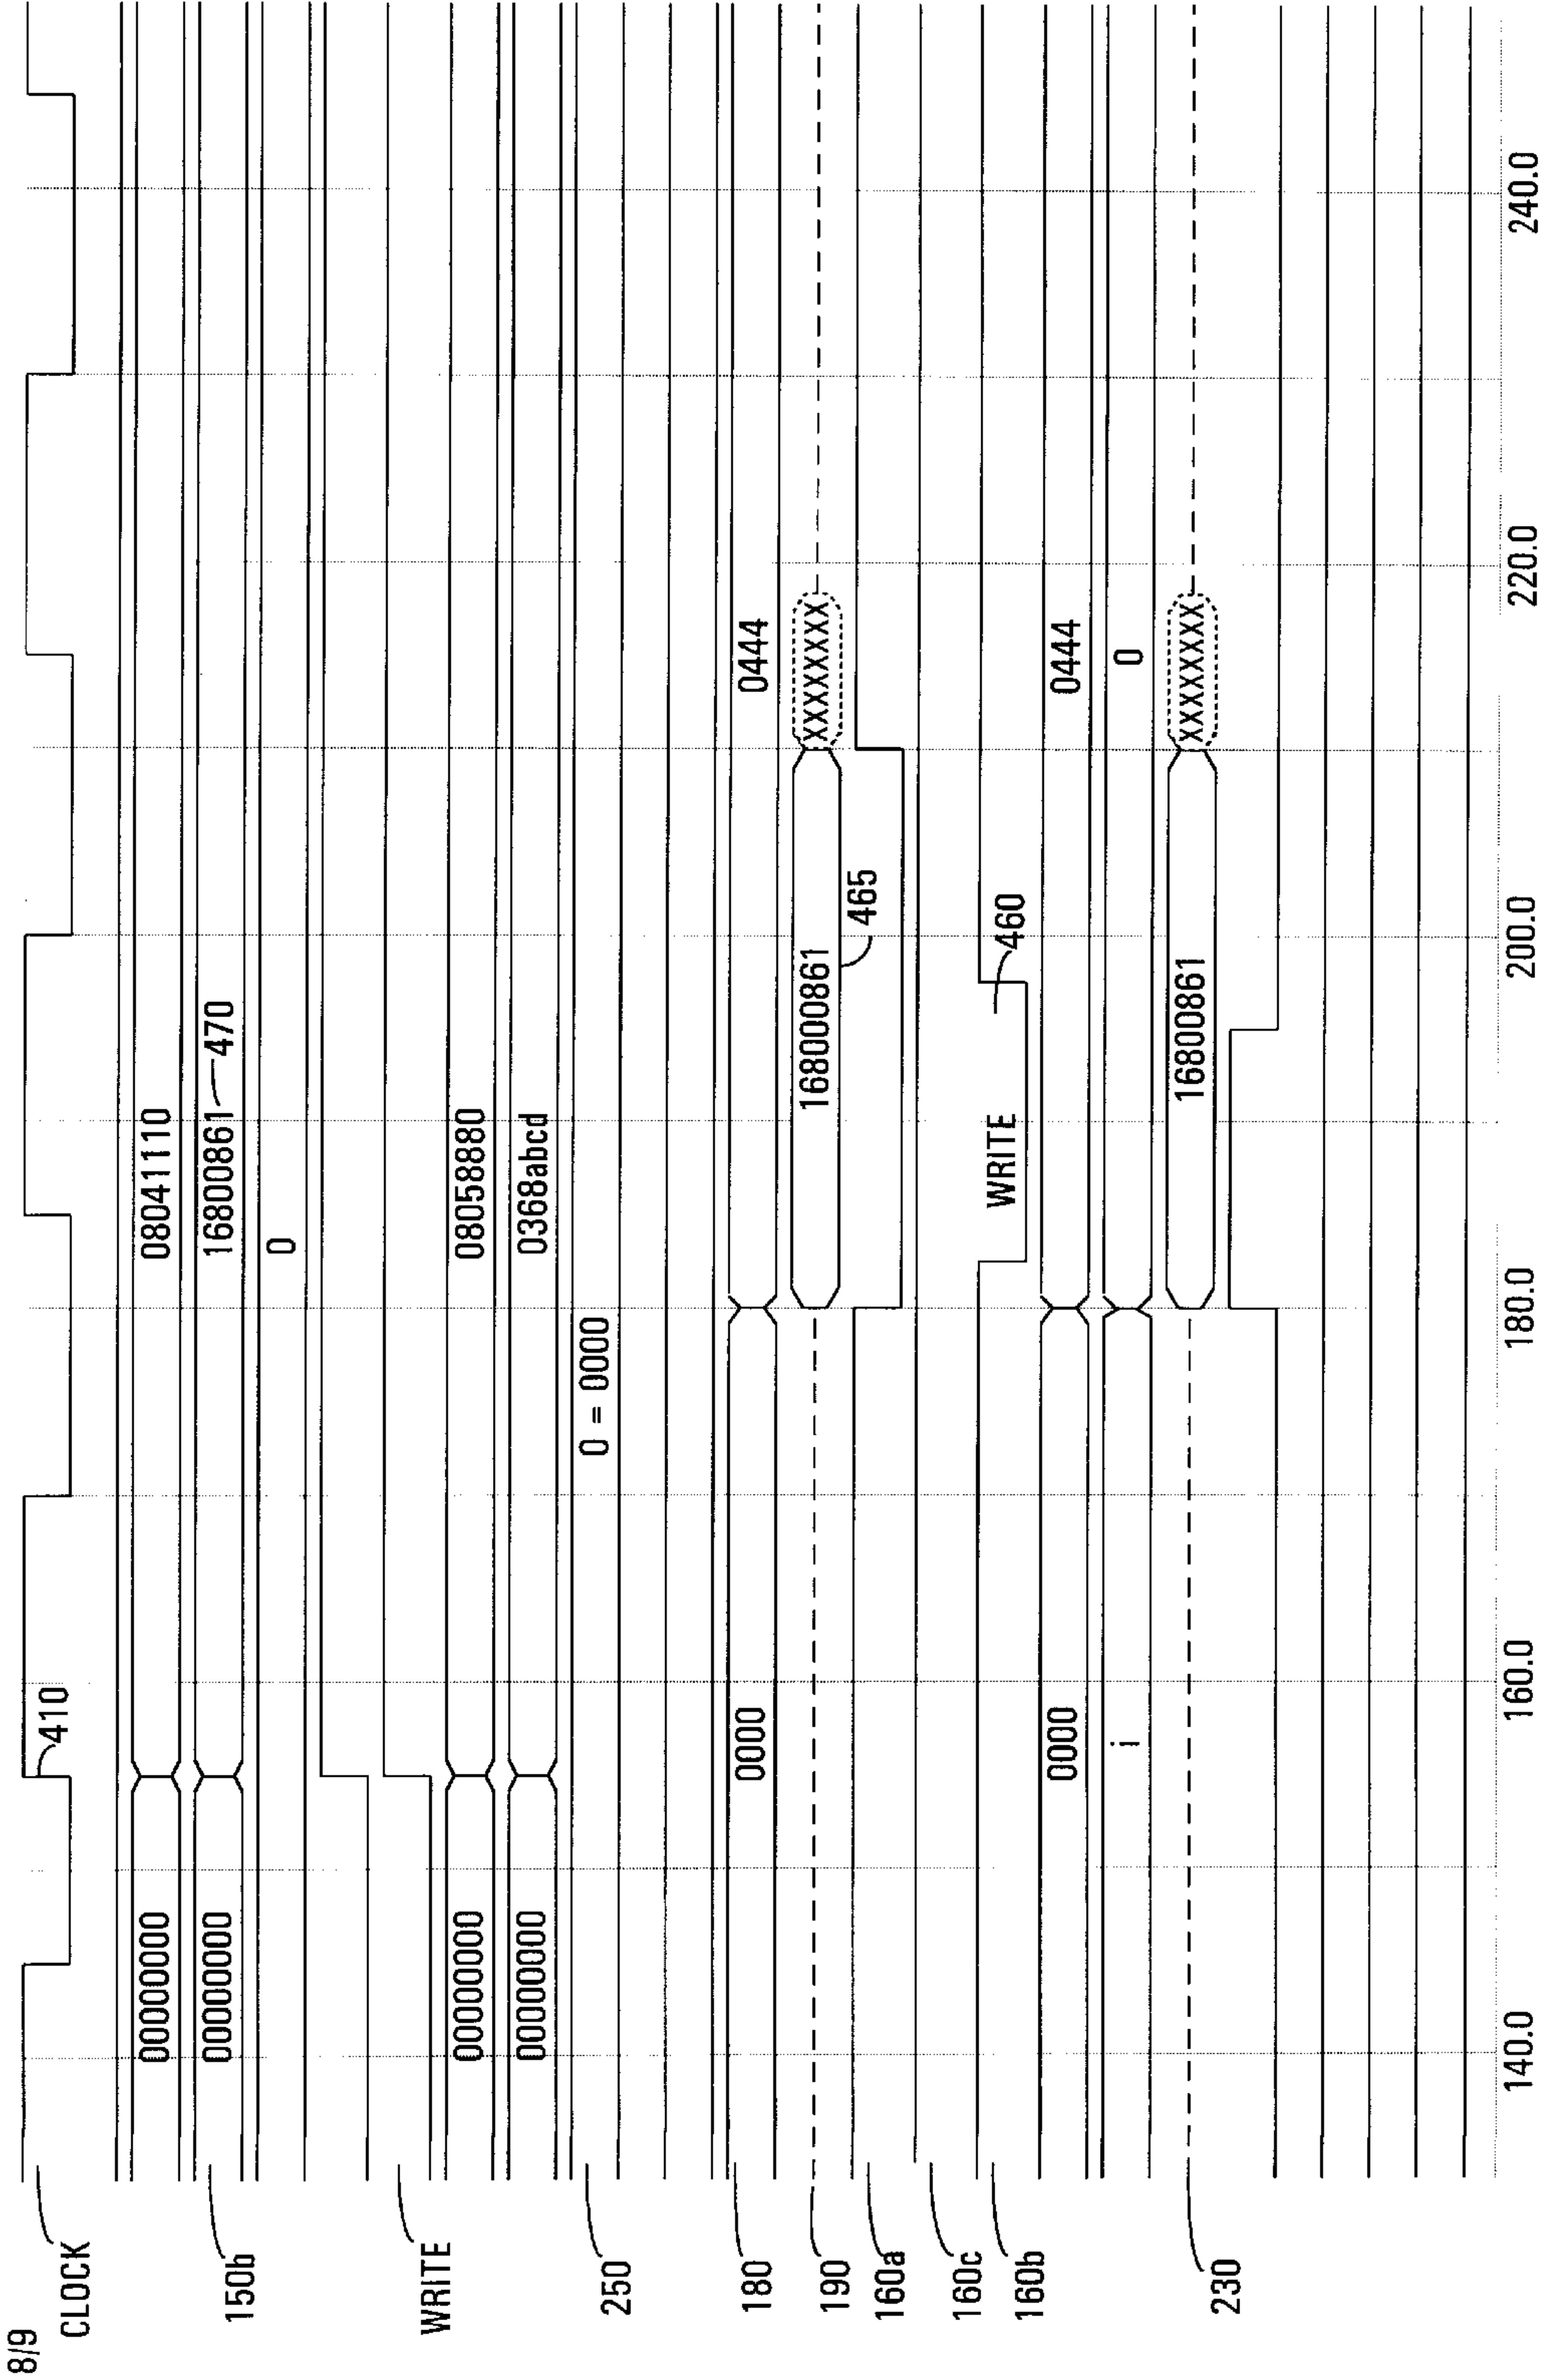 8/9
CLOCK
410
00000000
08041110
150b
00000000
16800861
470
0
WRITE
00000000
08058880
00000000
0368abcd
250
0 = 0000
180
0000
0444
190
168000861
XXXXXXXX
465
160a
160c
160b
WRITE
460
0000
0444
i
0
230
16800861
XXXXXXXX
140.0
160.0
180.0
200.0
220.0
240.0